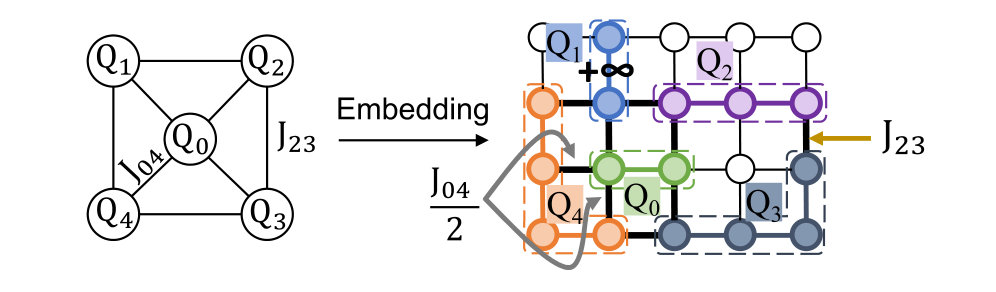 Q₁
Q₂
Q₀
J₂₃
J₀₄
Q₄
Q₃
Embedding
J₀₄
2
Q₁
+∞
Q₂
J₂₃
Q₀
Q₄
Q₃